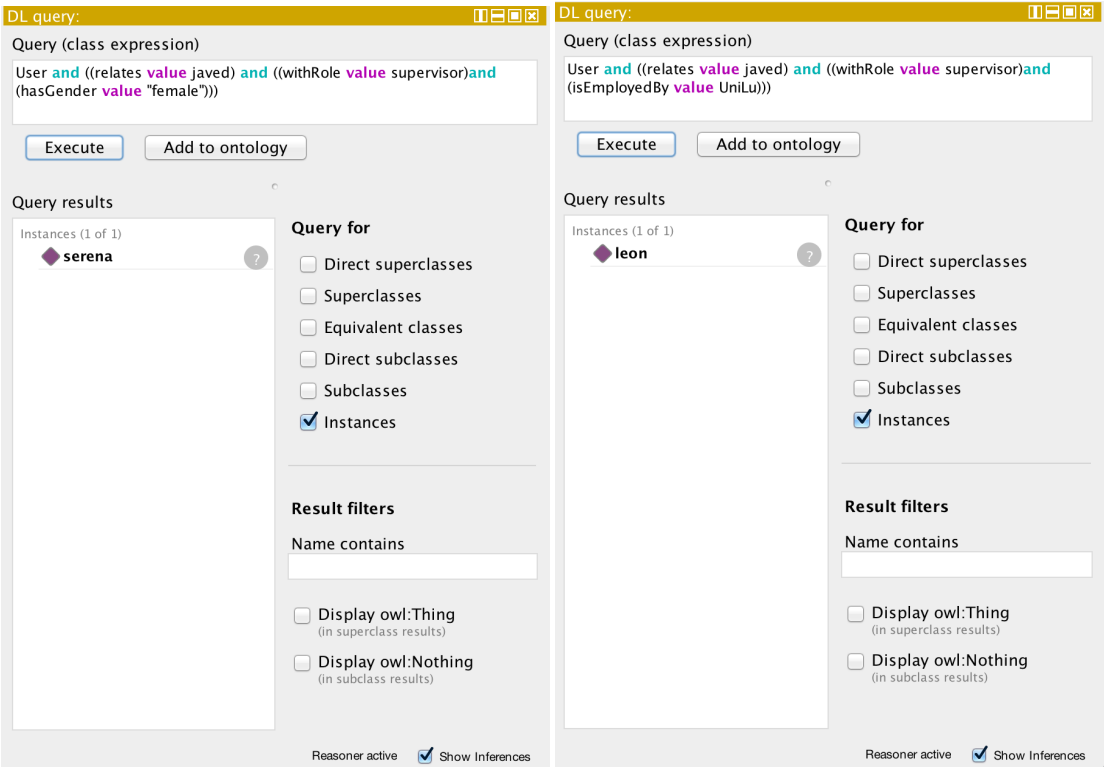 DL query:
Query (class expression)
User and ((relates value javed) and ((withRole value supervisor)and
(hasGender value "female")))
Execute
Add to ontology
Query results
Instances (1 of 1)
serena
?
Query for
Direct superclasses
Superclasses
Equivalent classes
Direct subclasses
Subclasses
Instances
Result filters
Name contains
Display owl:Thing
(in superclass results)
Display owl:Nothing
(in subclass results)
Reasoner active
Show Inferences
DL query:
Query (class expression)
User and ((relates value javed) and ((withRole value supervisor)and
(isEmployedBy value UniLu)))
Execute
Add to ontology
Query results
Instances (1 of 1)
leon
?
Query for
Direct superclasses
Superclasses
Equivalent classes
Direct subclasses
Subclasses
Instances
Result filters
Name contains
Display owl:Thing
(in superclass results)
Display owl:Nothing
(in subclass results)
Reasoner active
Show Inferences